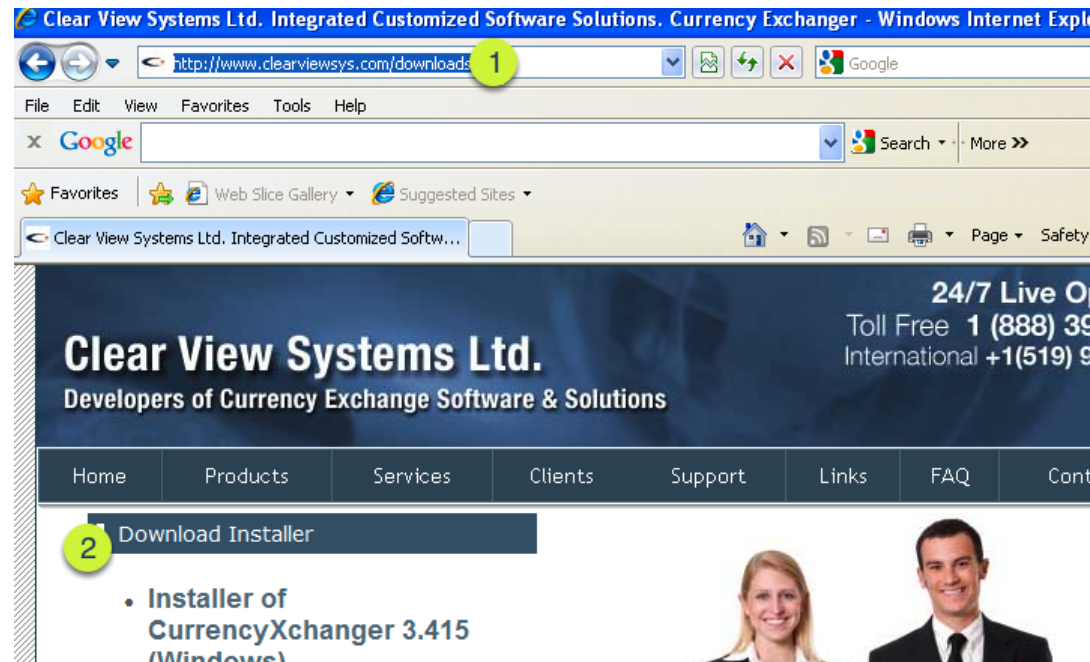 Clear View Systems Ltd. Integrated Customized Software Solutions. Currency Exchanger - Windows Internet
http://www.clearviewsys.com/downloads 1 Google
File Edit View Favorites Tools Help
x Google Search More
Favorites Web Slice Gallery Suggested Sites
Clear View Systems Ltd. Integrated Customized Softw... Page Safety
24/7 Live
Toll Free 1 (888)
International +1(519)
Clear View Systems Ltd.
Developers of Currency Exchange Software & Solutions
Home Products Services Clients Support Links FAQ
2 Download Installer
• Installer of
CurrencyXchanger 3.415
(Windows)